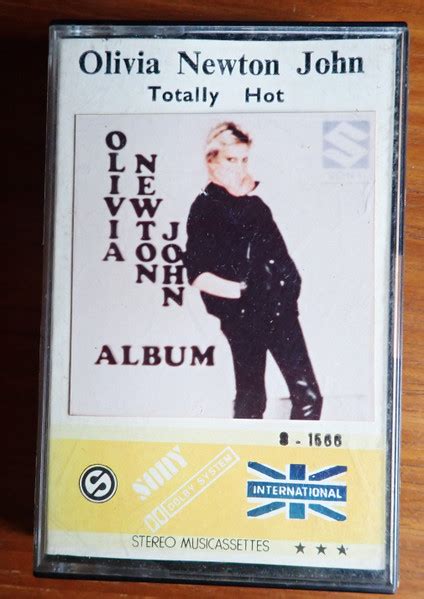 Olivia Newton John
Totally Hot
OLIVIA
NEWTON
JOHN
ALBUM
S - 1566
SONY
DOLBY SYSTEM
INTERNATIONAL
STEREO MUSICASSETTES